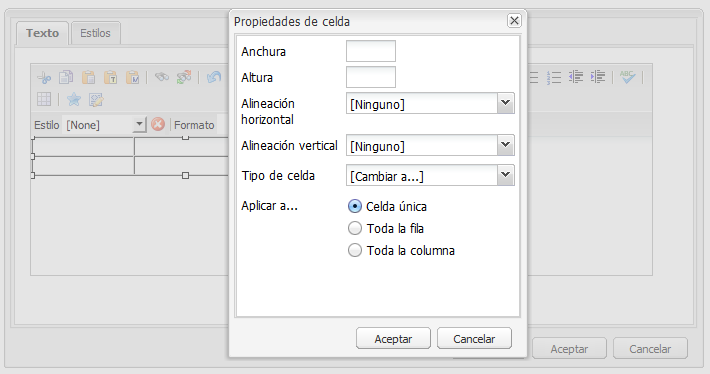 Propiedades de celda
Texto
Estilos
Anchura
Altura
Alineación horizontal
[Ninguno]
Alineación vertical
[Ninguno]
Tipo de celda
[Cambiar a...]
Aplicar a...
Celda única
Toda la fila
Toda la columna
Aceptar
Cancelar
Estilo
[None]
Formato
ABC
Aceptar
Cancelar